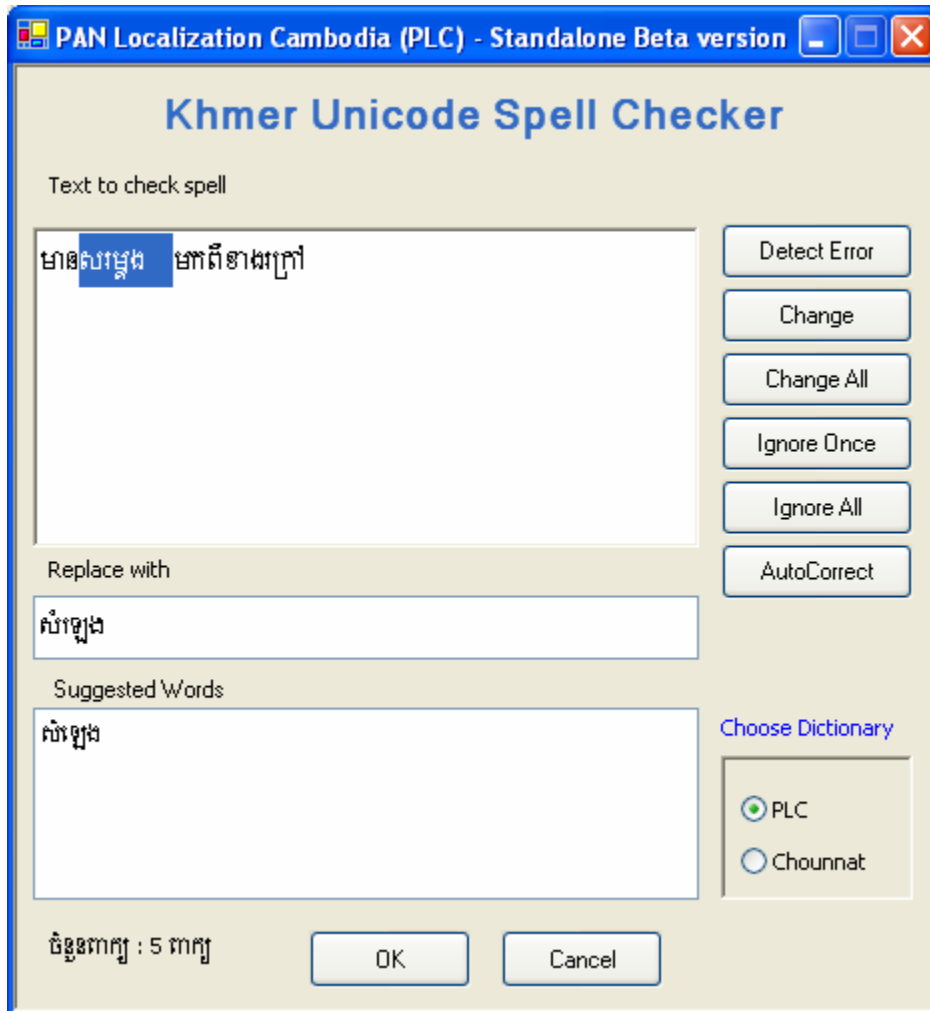 PAN Localization Cambodia (PLC) - Standalone Beta version
Khmer Unicode Spell Checker
Text to check spell
មានសម្លេង មកពីខាងក្រៅ
Detect Error
Change
Change All
Ignore Once
Ignore All
AutoCorrect
Replace with
សំឡេង
Suggested Words
សំឡេង
Choose Dictionary
PLC
Chounnat
ចំនួនពាក្យ : 5 ពាក្យ
OK
Cancel